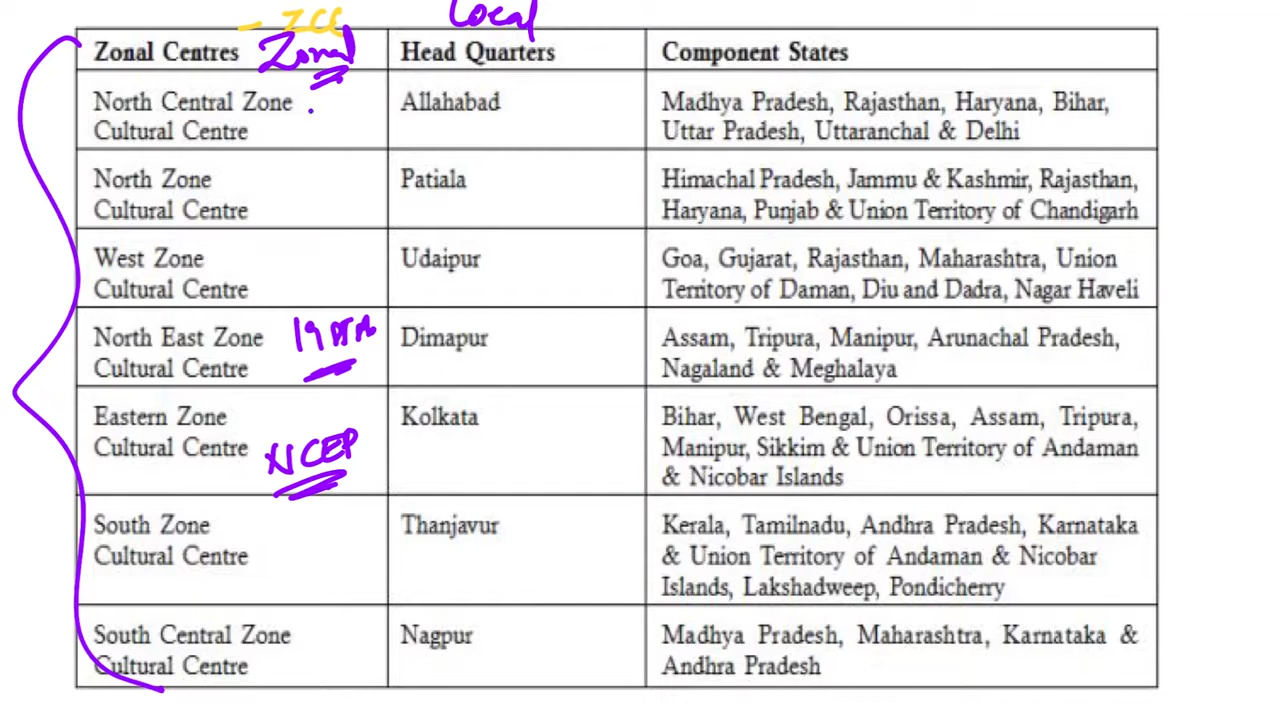 - ZCC
Local
Zonal Centres Zonal Head Quarters Component States
North Central Zone Allahabad Madhya Pradesh, Rajasthan, Haryana, Bihar,
Cultural Centre Uttar Pradesh, Uttaranchal & Delhi
North Zone Patiala Himachal Pradesh, Jammu & Kashmir, Rajasthan,
Cultural Centre Haryana, Punjab & Union Territory of Chandigarh
West Zone Udaipur Goa, Gujarat, Rajasthan, Maharashtra, Union
Cultural Centre Territory of Daman, Diu and Dadra, Nagar Haveli
North East Zone Dimapur Assam, Tripura, Manipur, Arunachal Pradesh,
Cultural Centre Nagaland & Meghalaya
Eastern Zone Kolkata Bihar, West Bengal, Orissa, Assam, Tripura,
Cultural Centre NCEP Manipur, Sikkim & Union Territory of Andaman
& Nicobar Islands
South Zone Thanjavur Kerala, Tamilnadu, Andhra Pradesh, Karnataka
Cultural Centre & Union Territory of Andaman & Nicobar
Islands, Lakshadweep, Pondicherry
South Central Zone Nagpur Madhya Pradesh, Maharashtra, Karnataka &
Cultural Centre Andhra Pradesh